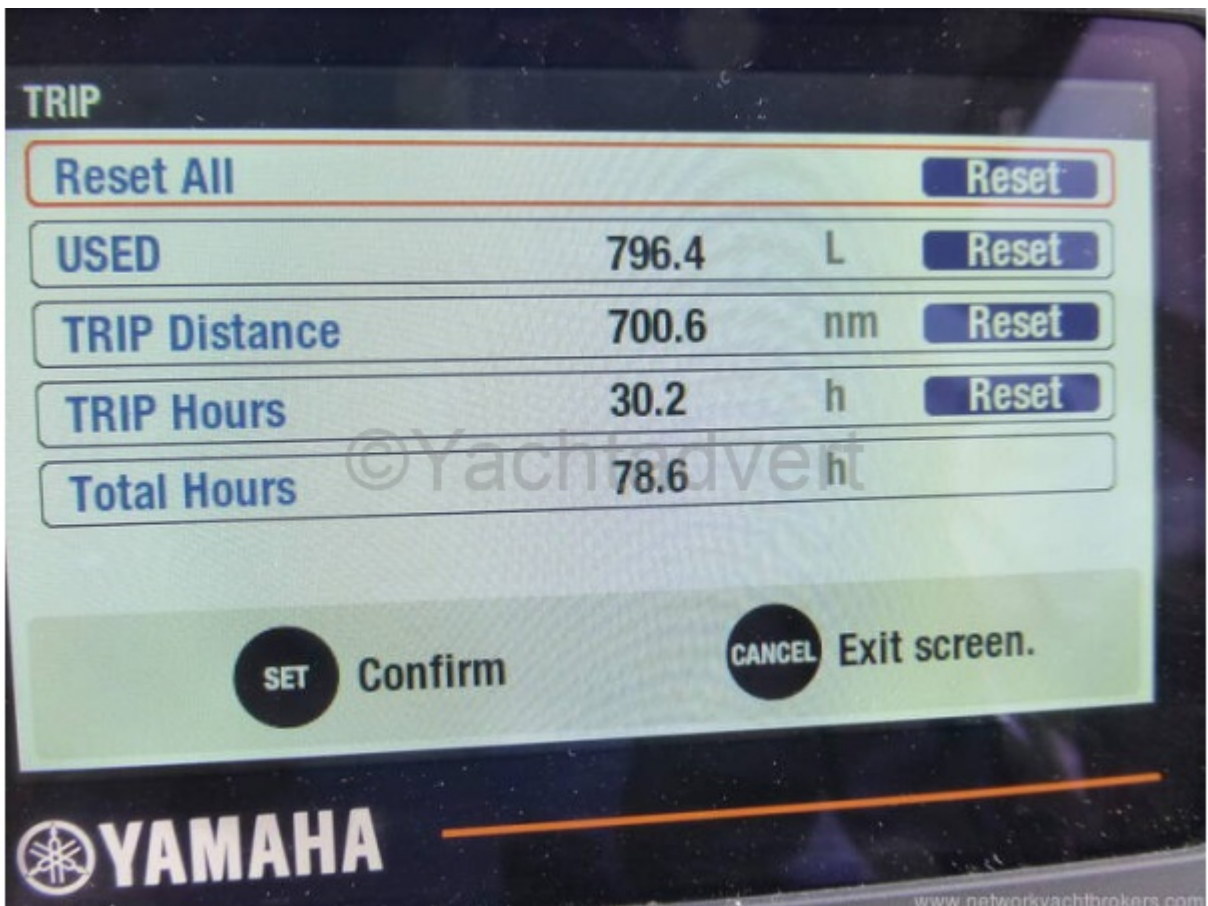 TRIP
Reset All Reset
USED 796.4 L Reset
TRIP Distance 700.6 nm Reset
TRIP Hours 30.2 h Reset
©Yachtadvert
Total Hours 78.6 h
SET Confirm CANCEL Exit screen.
YAMAHA
www.networkyachtbrokers.com